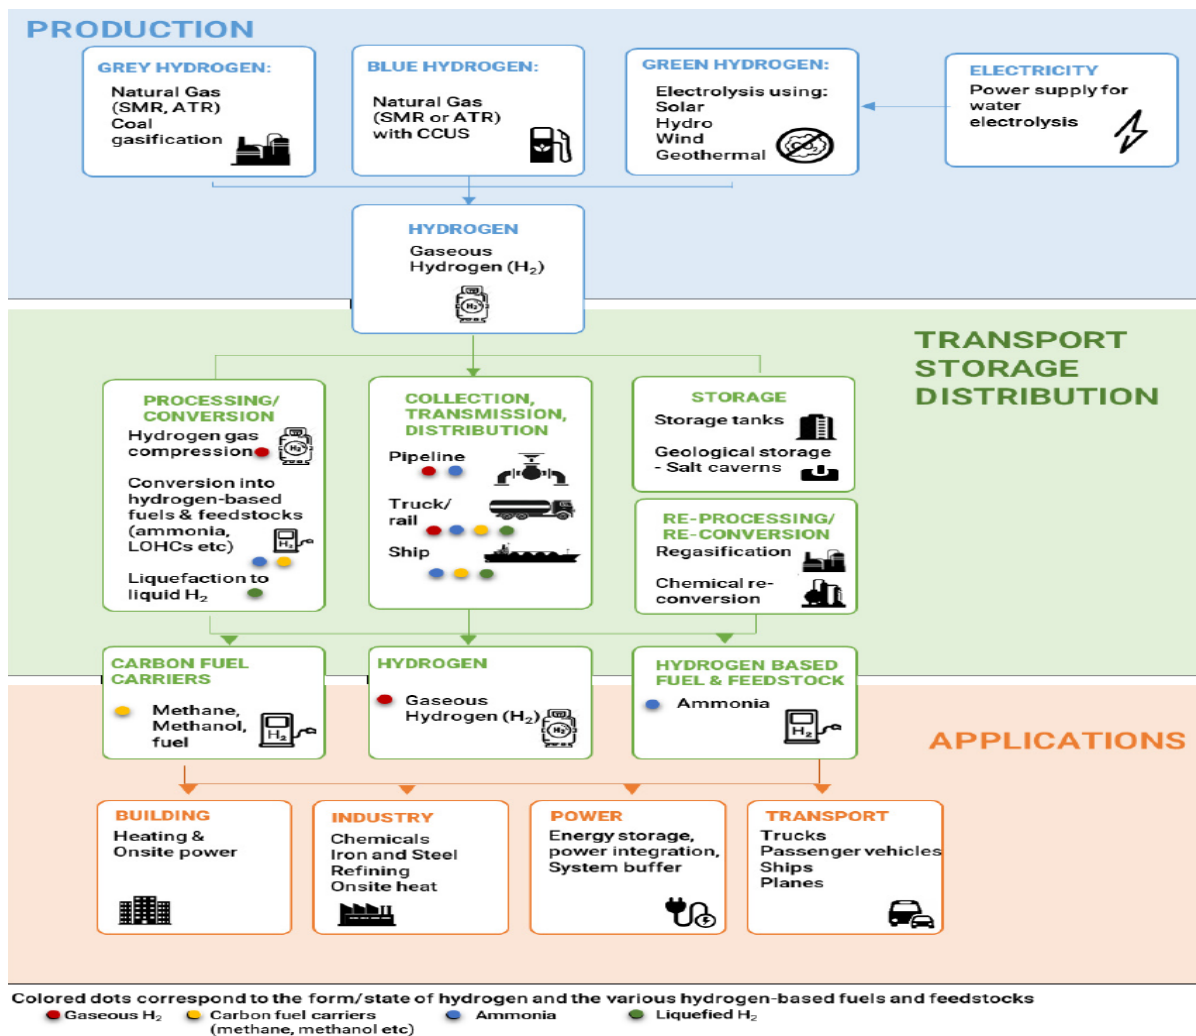 PRODUCTION
GREY HYDROGEN:
Natural Gas
(SMR, ATR)
Coal
gasification
BLUE HYDROGEN:
Natural Gas
(SMR or ATR)
with CCUS
GREEN HYDROGEN:
Electrolysis using:
Solar
Hydro
Wind
Geothermal
CO₂
ELECTRICITY
Power supply for
water
electrolysis
HYDROGEN
Gaseous
Hydrogen (H₂)
H₂
TRANSPORT
STORAGE
DISTRIBUTION
PROCESSING/
CONVERSION
Hydrogen gas
compression
H₂
Conversion into
hydrogen-based
fuels & feedstocks
(ammonia,
LOHCs etc)
H₂
Liquefaction to
liquid H₂
COLLECTION,
TRANSMISSION,
DISTRIBUTION
Pipeline
Truck/
rail
Ship
STORAGE
Storage tanks
Geological storage
- Salt caverns
RE-PROCESSING/
RE-CONVERSION
Regasification
Chemical re-
conversion
CARBON FUEL
CARRIERS
Methane,
Methanol,
fuel
H₂
HYDROGEN
Gaseous
Hydrogen (H₂)
H₂
HYDROGEN BASED
FUEL & FEEDSTOCK
Ammonia
H₂
APPLICATIONS
BUILDING
Heating &
Onsite power
INDUSTRY
Chemicals
Iron and Steel
Refining
Onsite heat
POWER
Energy storage,
power integration,
System buffer
TRANSPORT
Trucks
Passenger vehicles
Ships
Planes
Colored dots correspond to the form/state of hydrogen and the various hydrogen-based fuels and feedstocks
Gaseous H₂
Carbon fuel carriers
(methane, methanol etc)
Ammonia
Liquefied H₂